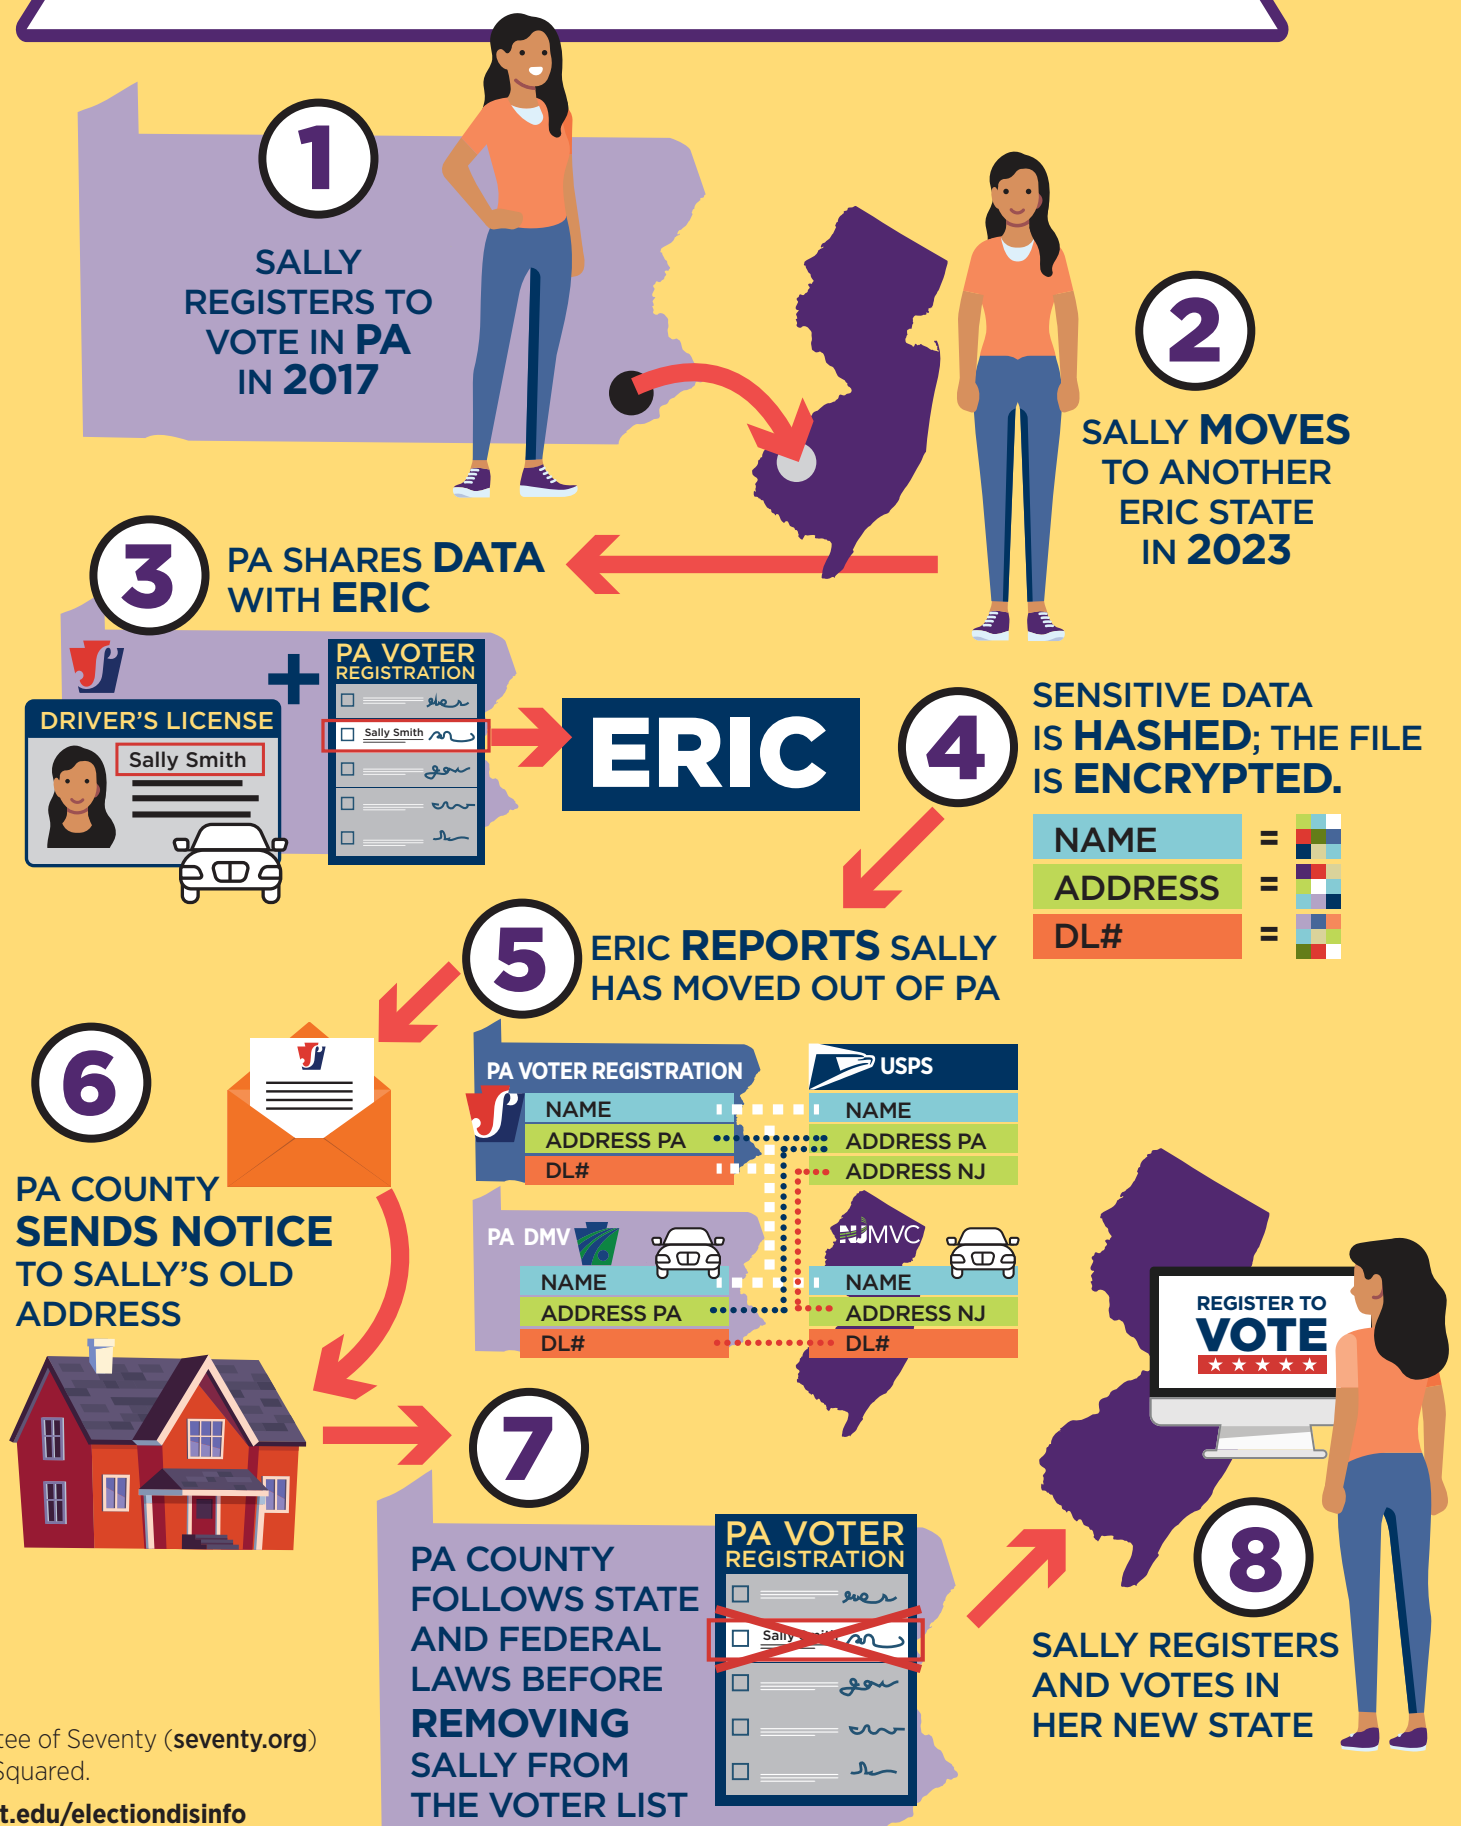 1
SALLY
REGISTERS TO
VOTE IN PA
IN 2017
2
SALLY MOVES
TO ANOTHER
ERIC STATE
IN 2023
3
PA SHARES DATA
WITH ERIC
DRIVER'S LICENSE
Sally Smith
+
PA VOTER
REGISTRATION
Sally Smith
ERIC
4
SENSITIVE DATA
IS HASHED; THE FILE
IS ENCRYPTED.
NAME =
ADDRESS =
DL# =
5
ERIC REPORTS SALLY
HAS MOVED OUT OF PA
PA VOTER REGISTRATION
NAME
ADDRESS PA
DL#
USPS
NAME
ADDRESS PA
ADDRESS NJ
PA DMV
NAME
ADDRESS PA
DL#
NJMVC
NAME
ADDRESS NJ
DL#
6
PA COUNTY
SENDS NOTICE
TO SALLY'S OLD
ADDRESS
7
PA COUNTY
FOLLOWS STATE
AND FEDERAL
LAWS BEFORE
REMOVING
SALLY FROM
THE VOTER LIST
PA VOTER
REGISTRATION
Sally
REGISTER TO
VOTE
8
SALLY REGISTERS
AND VOTES IN
HER NEW STATE
tee of Seventy (seventy.org)
Squared.
t.edu/electiondisinfo